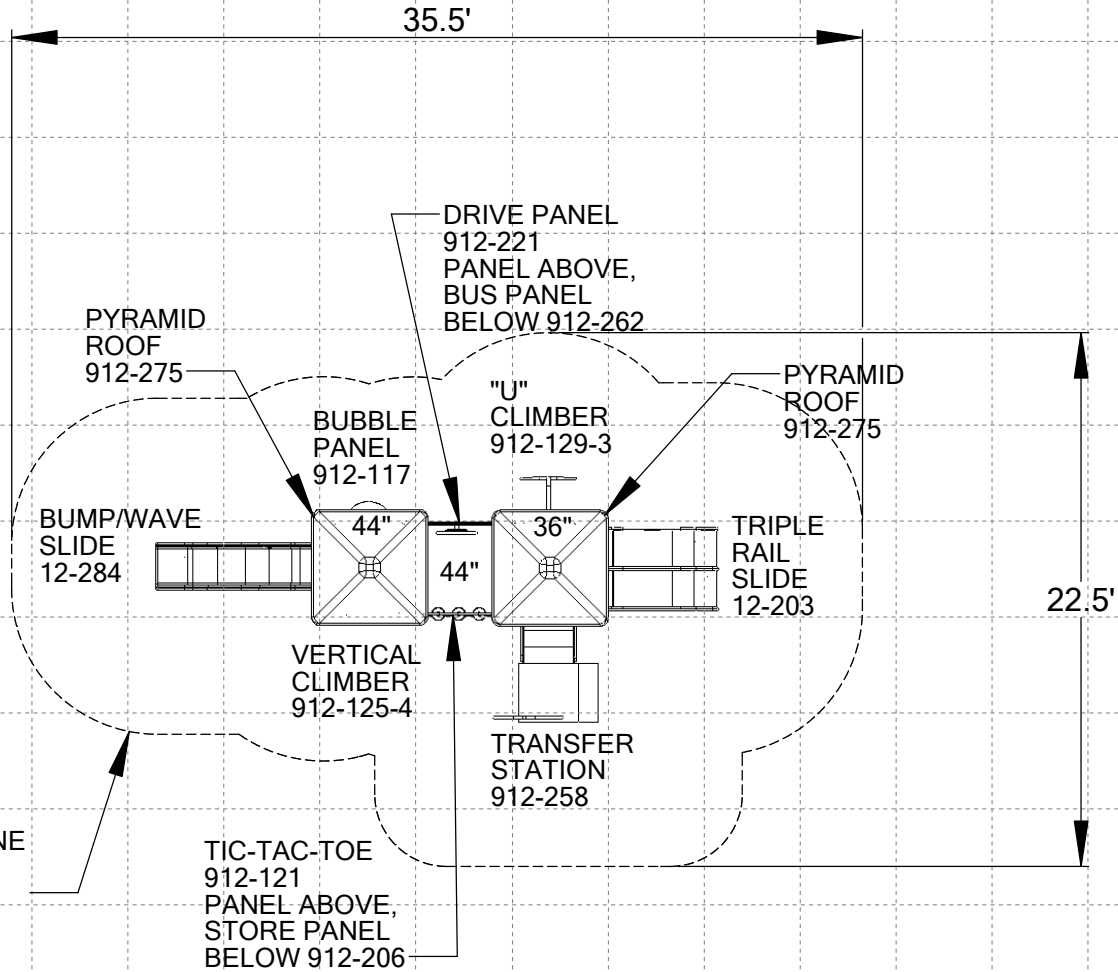 35.5'
DRIVE PANEL
912-221
PANEL ABOVE,
BUS PANEL
BELOW 912-262
PYRAMID
ROOF
912-275
"U"
CLIMBER
912-129-3
PYRAMID
ROOF
912-275
BUBBLE
PANEL
912-117
BUMP/WAVE
SLIDE
12-284
44"
44"
36"
TRIPLE
RAIL
SLIDE
12-203
22.5'
VERTICAL
CLIMBER
912-125-4
TRANSFER
STATION
912-258
NE
TIC-TAC-TOE
912-121
PANEL ABOVE,
STORE PANEL
BELOW 912-206